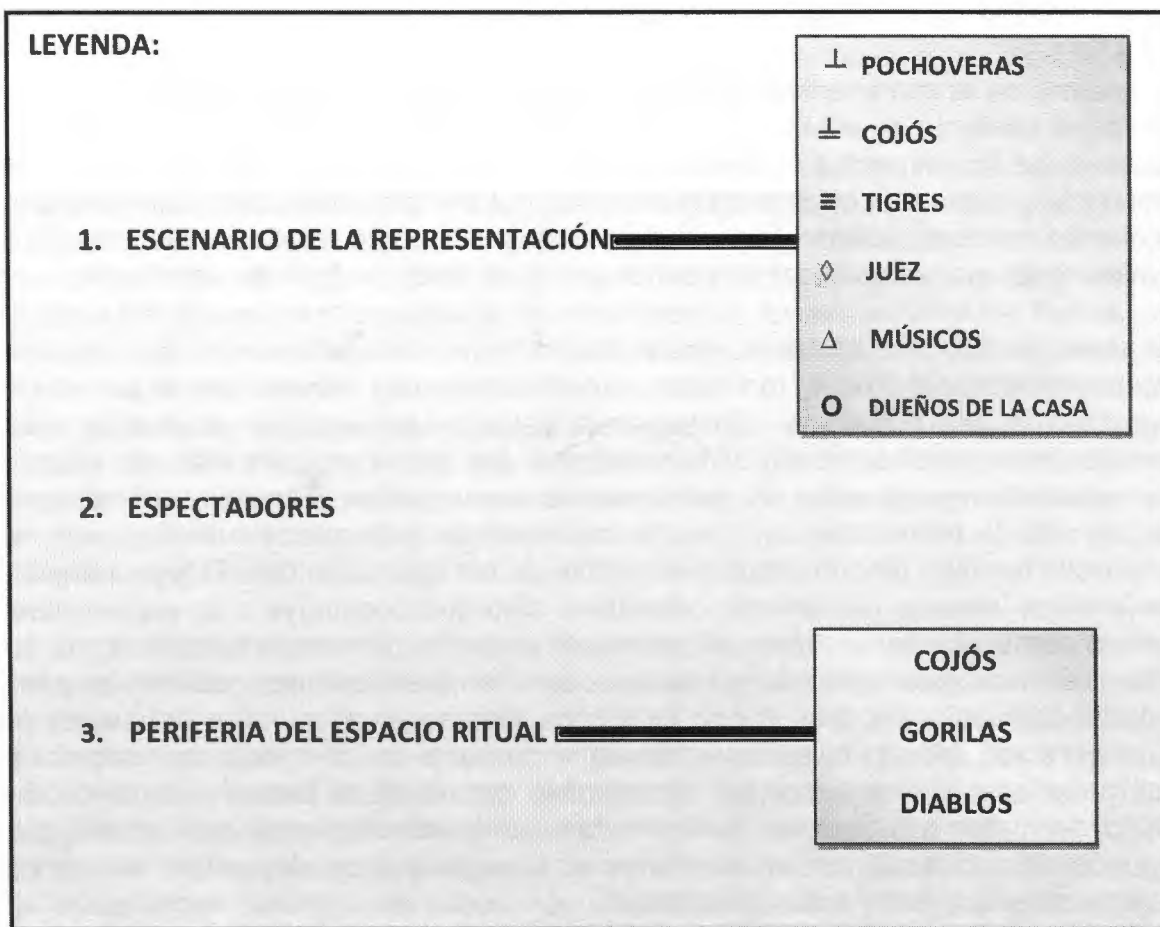 LEYENDA:
⊥ POCHOVERAS
╧ COJÓS
≡ TIGRES
1. ESCENARIO DE LA REPRESENTACIÓN
◊ JUEZ
Δ MÚSICOS
O DUEÑOS DE LA CASA
2. ESPECTADORES
COJÓS
3. PERIFERIA DEL ESPACIO RITUAL
GORILAS
DIABLOS